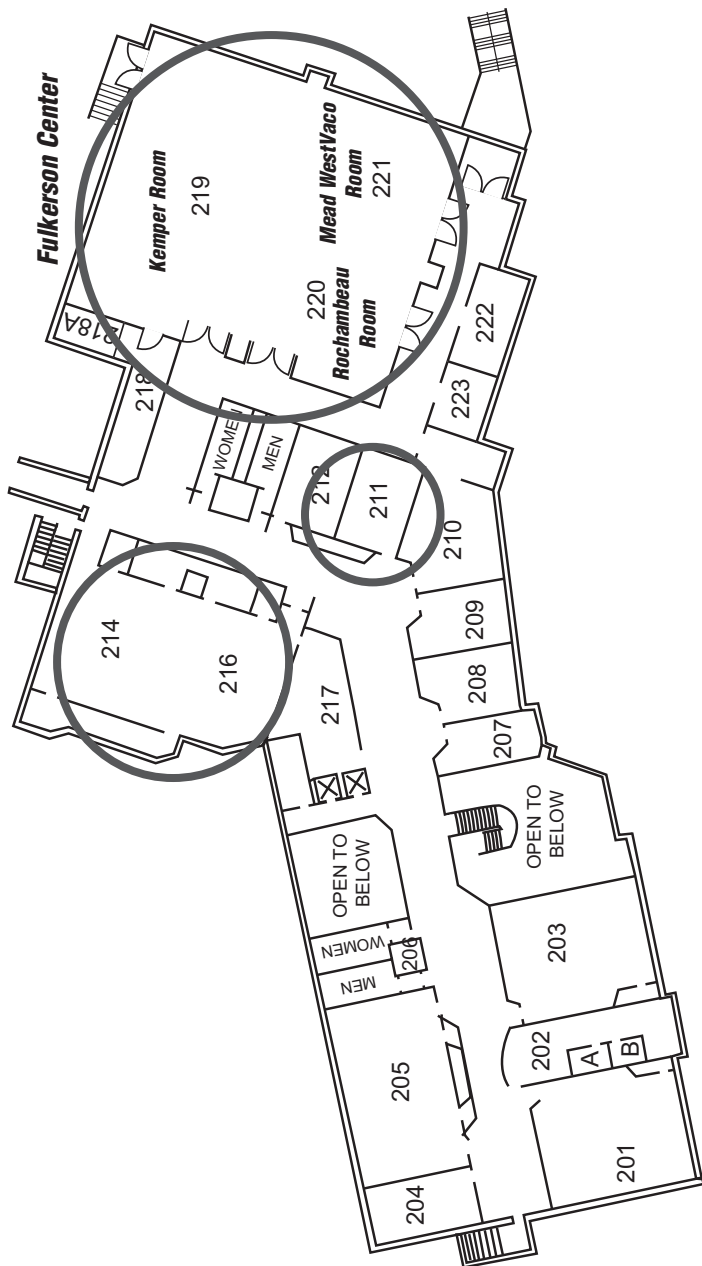 Fulkerson Center
Kemper Room
219
Mead WestVaco
Room
221
220
Rochambeau
Room
218A
218
222
223
WOMEN
MEN
212
211
210
214
216
217
209
208
207
OPEN TO
BELOW
OPEN TO
BELOW
WOMEN
206
MEN
203
202
A
B
205
204
201